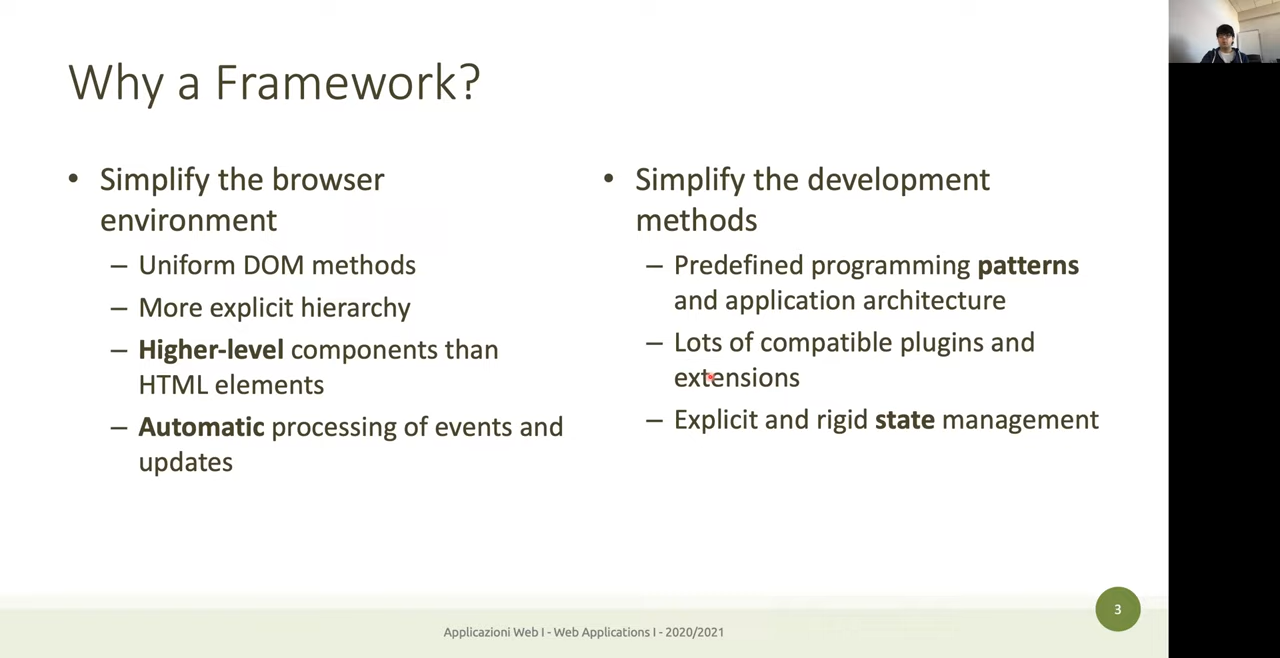 Why a Framework?
• Simplify the browser
environment
– Uniform DOM methods
– More explicit hierarchy
– Higher-level components than
HTML elements
– Automatic processing of events and
updates
• Simplify the development
methods
– Predefined programming patterns
and application architecture
– Lots of compatible plugins and
extensions
– Explicit and rigid state management
3
Applicazioni Web I - Web Applications I - 2020/2021